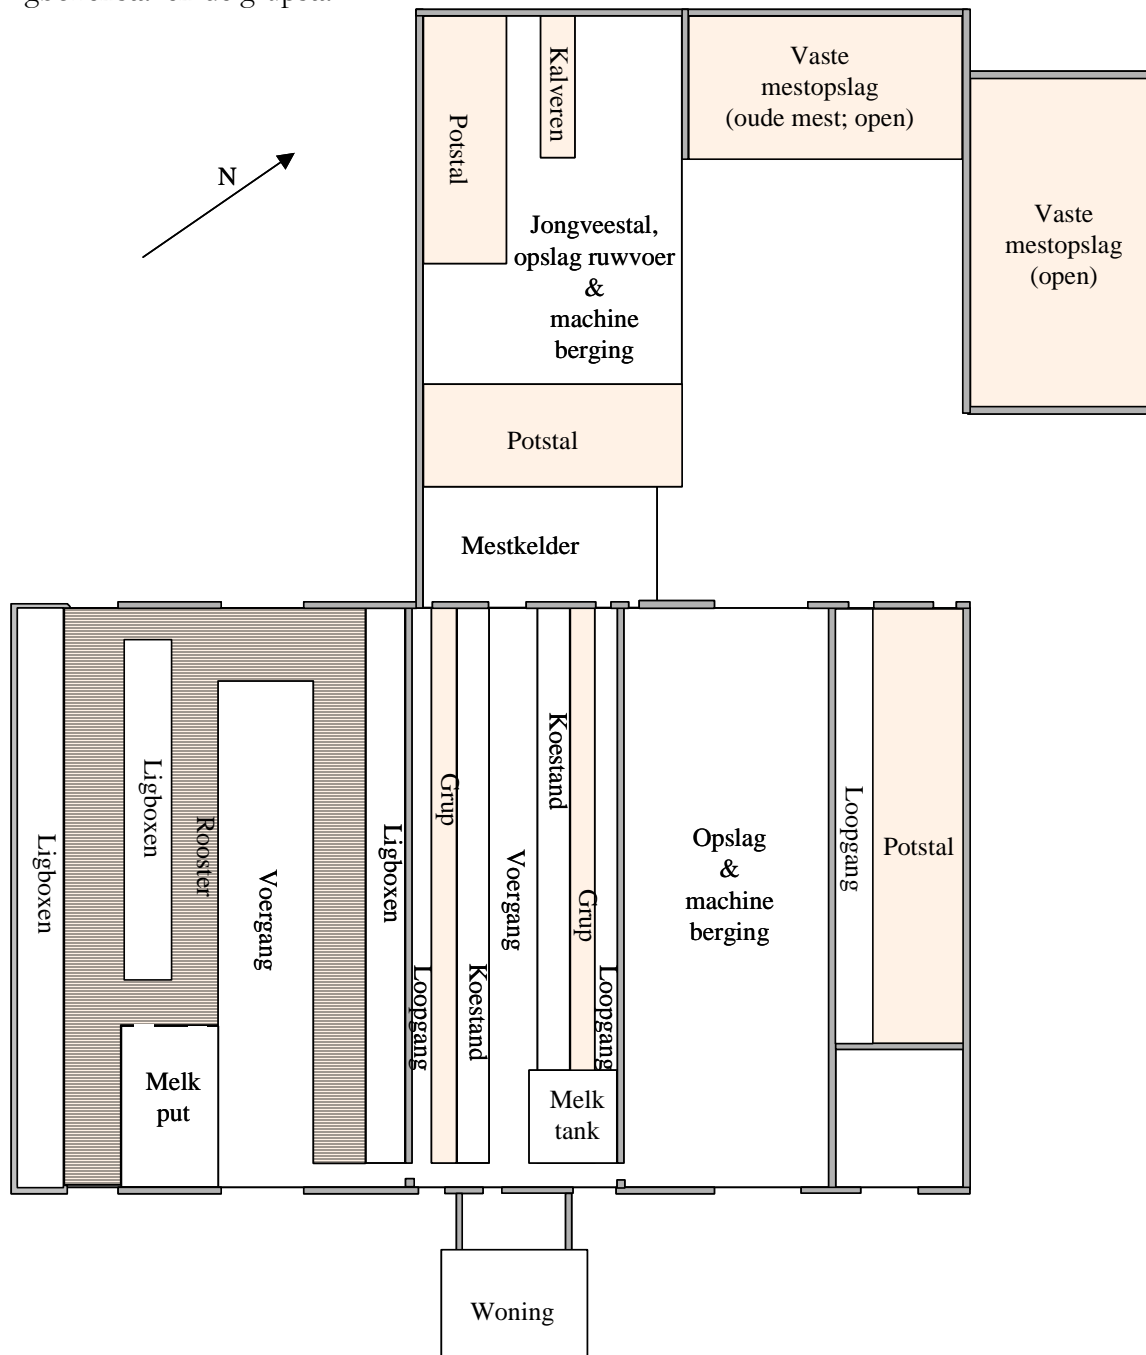 Kalveren
Potstal
Vaste
mestopslag
(oude mest; open)
N
Vaste
mestopslag
(open)
Jongveestal,
opslag ruwvoer
&
machine
berging
Potstal
Mestkelder
Ligboxen
Ligboxen
Rooster
Voergang
Ligboxen
Loopgang
Grup
Koestand
Voergang
Koestand
Grup
Loopgang
Opslag
&
machine
berging
Loopgang
Potstal
Melk
put
Melk
tank
Woning